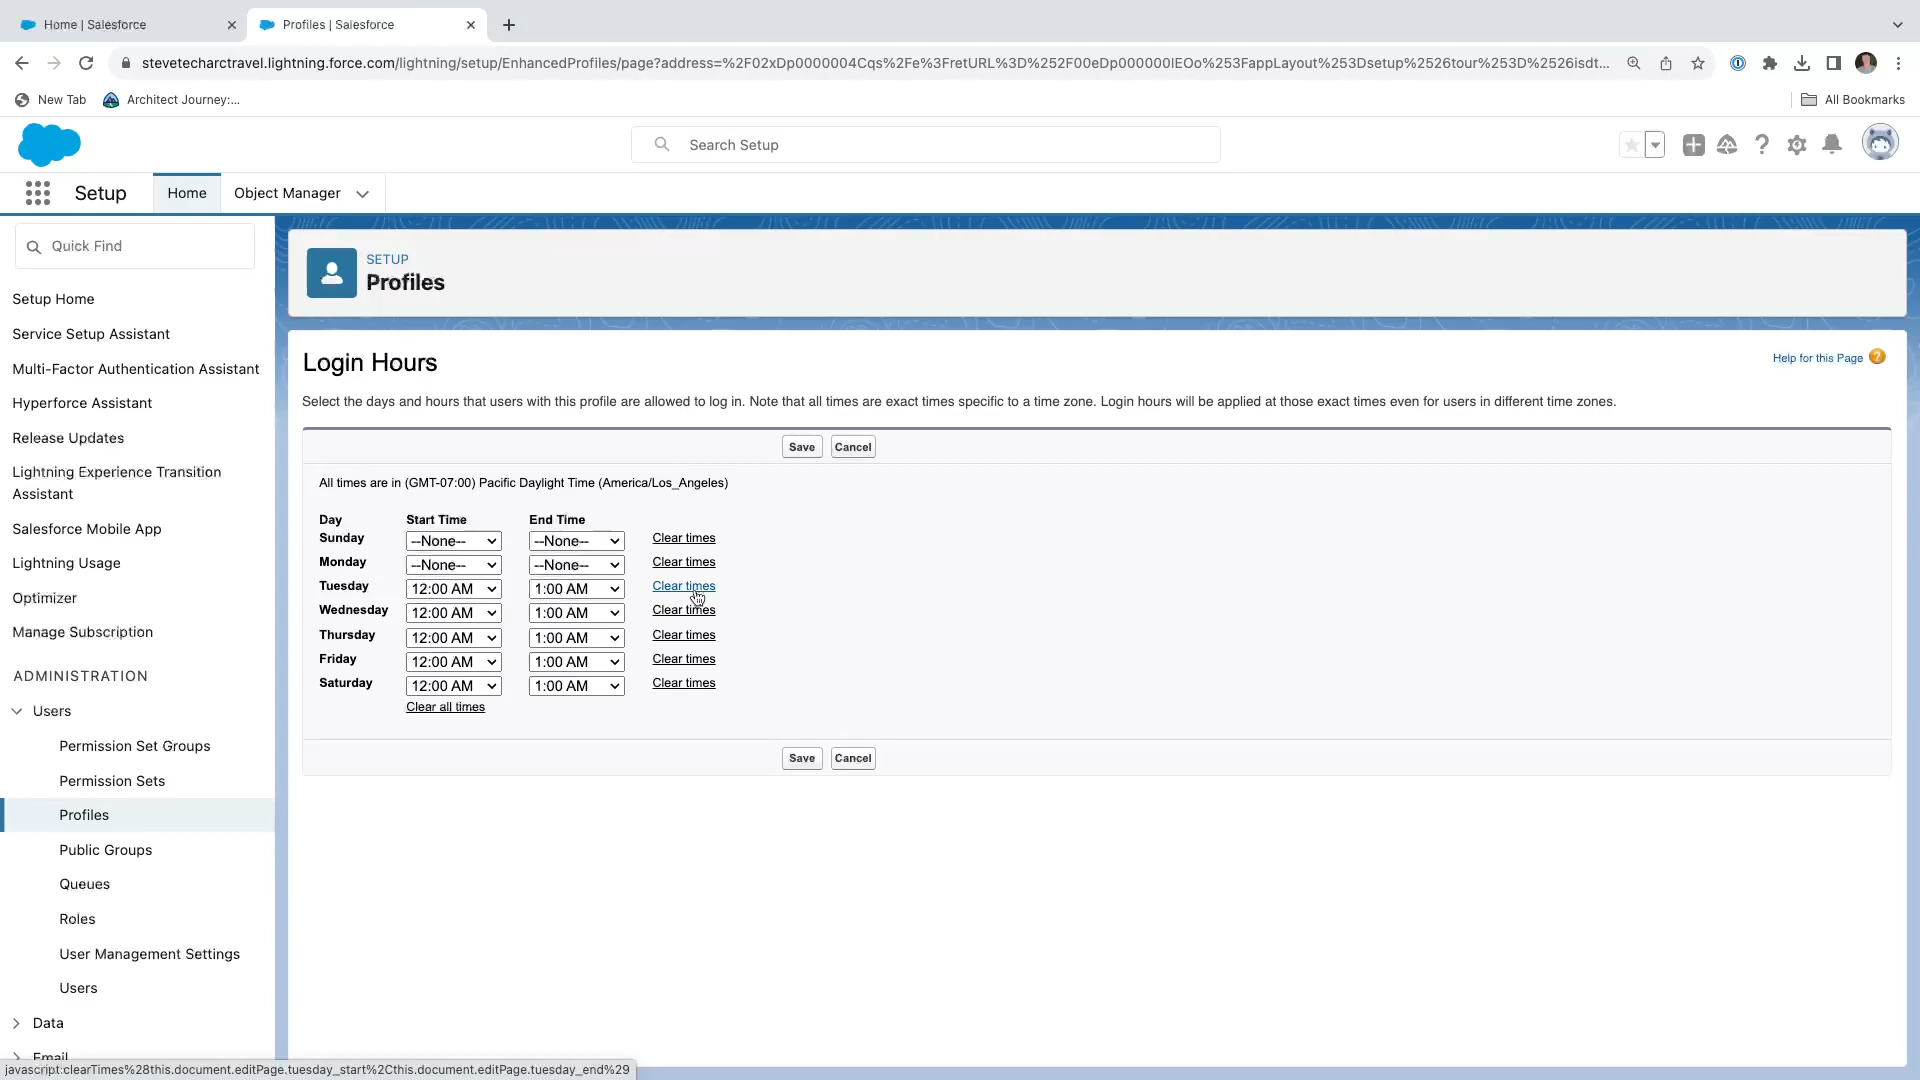 Home | Salesforce
Profiles | Salesforce
stevetecharctravel.lightning.force.com/lightning/setup/EnhancedProfiles/page?address=%2F02xDp0000004Cqs%2Fe%3FretURL%3D%252F00eDp000000lEOo%253FappLayout%253Dsetup%2526tour%253D%2526isdt...
New Tab
Architect Journey:...
All Bookmarks
Search Setup
Setup
Home
Object Manager
Quick Find
SETUP
Profiles
Setup Home
Service Setup Assistant
Multi-Factor Authentication Assistant
Hyperforce Assistant
Release Updates
Lightning Experience Transition
Assistant
Salesforce Mobile App
Lightning Usage
Optimizer
Manage Subscription
ADMINISTRATION
Users
Permission Set Groups
Permission Sets
Profiles
Public Groups
Queues
Roles
User Management Settings
Users
Data
Email
Login Hours
Help for this Page
Select the days and hours that users with this profile are allowed to log in. Note that all times are exact times specific to a time zone. Login hours will be applied at those exact times even for users in different time zones.
Save Cancel
All times are in (GMT-07:00) Pacific Daylight Time (America/Los_Angeles)
Day Start Time End Time
Sunday --None-- --None-- Clear times
Monday --None-- --None-- Clear times
Tuesday 12:00 AM 1:00 AM Clear times
Wednesday 12:00 AM 1:00 AM Clear times
Thursday 12:00 AM 1:00 AM Clear times
Friday 12:00 AM 1:00 AM Clear times
Saturday 12:00 AM 1:00 AM Clear times
Clear all times
Save Cancel
javascript:clearTimes%28this.document.editPage.tuesday_start%2Cthis.document.editPage.tuesday_end%29